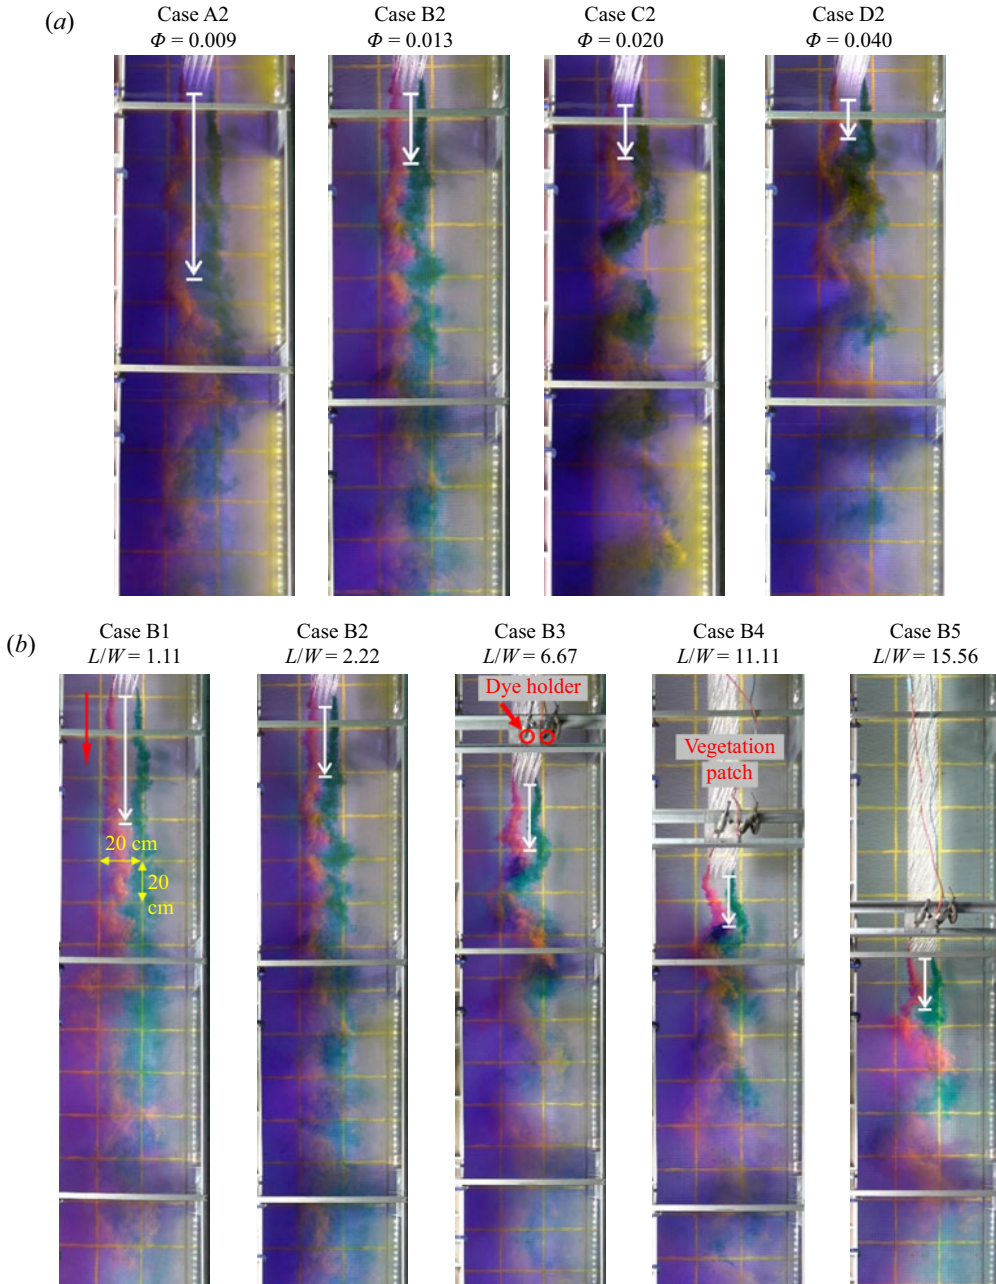 (a)
Case A2
Φ = 0.009
Case B2
Φ = 0.013
Case C2
Φ = 0.020
Case D2
Φ = 0.040
(b)
Case B1
L/W = 1.11
Case B2
L/W = 2.22
Case B3
L/W = 6.67
Case B4
L/W = 11.11
Case B5
L/W = 15.56
Dye holder
Vegetation
patch
20 cm
20
cm